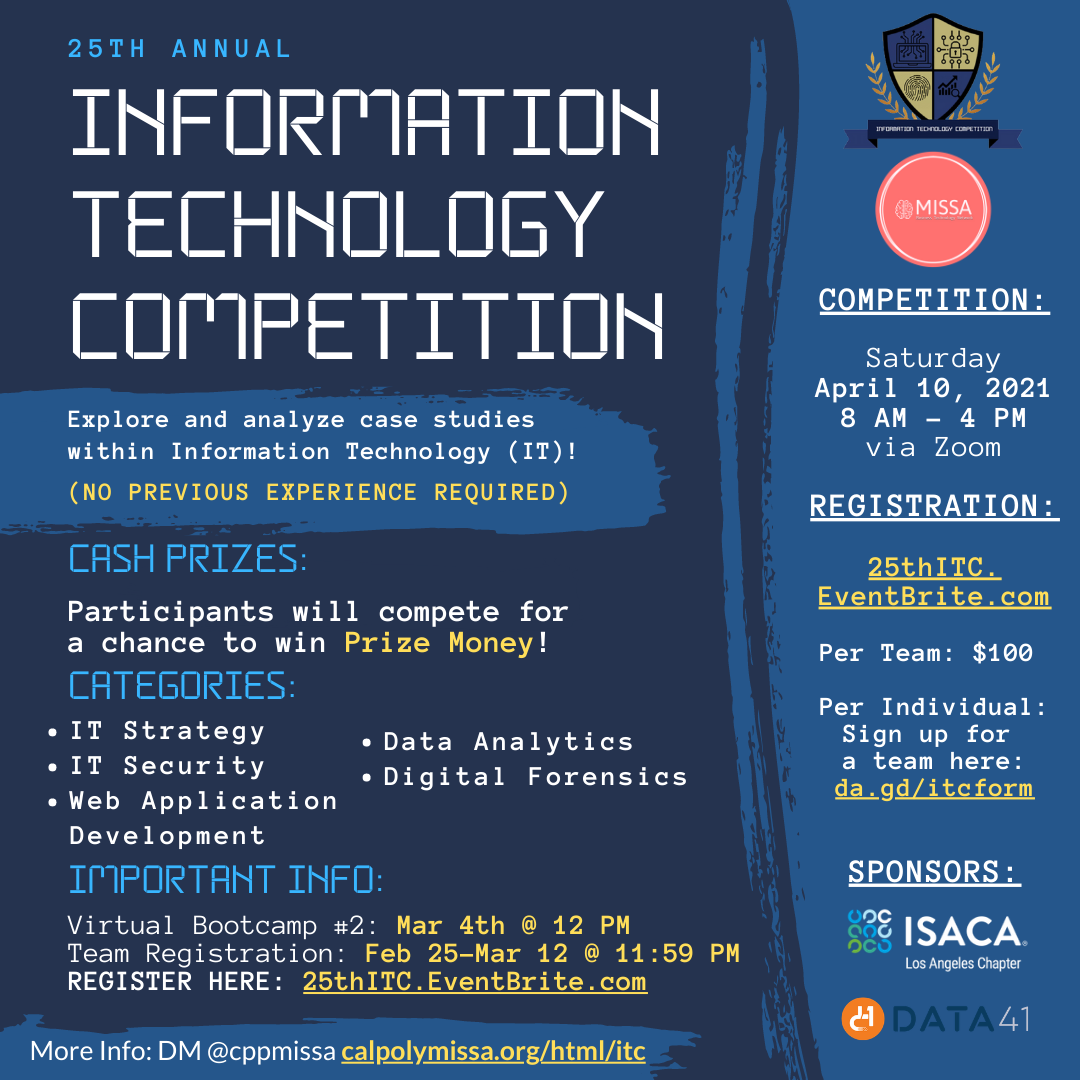 25TH ANNUAL
INFORMATION
TECHNOLOGY
COMPETITION
Explore and analyze case studies
within Information Technology (IT)!
(NO PREVIOUS EXPERIENCE REQUIRED)
CASH PRIZES:
Participants will compete for
a chance to win Prize Money!
CATEGORIES:
• IT Strategy
• IT Security
• Web Application
Development
• Data Analytics
• Digital Forensics
IMPORTANT INFO:
Virtual Bootcamp #2: Mar 4th @ 12 PM
Team Registration: Feb 25-Mar 12 @ 11:59 PM
REGISTER HERE: 25thITC.EventBrite.com
More Info: DM @cppmissa calpolymissa.org/html/itc
INFORMATION TECHNOLOGY COMPETITION
MISSA
COMPETITION:
Saturday
April 10, 2021
8 AM - 4 PM
via Zoom
REGISTRATION:
25thITC.
EventBrite.com
Per Team: $100
Per Individual:
Sign up for
a team here:
da.gd/itcform
SPONSORS:
ISACA®
Los Angeles Chapter
DATA41